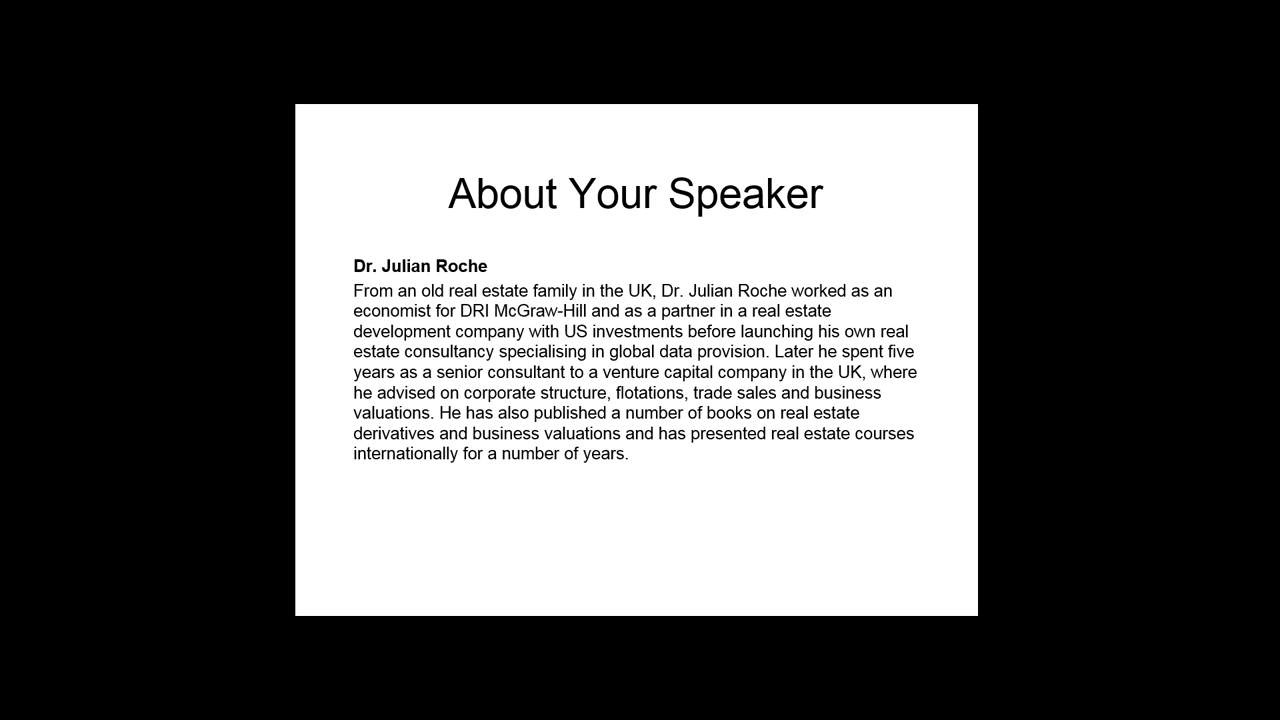 About Your Speaker
Dr. Julian Roche
From an old real estate family in the UK, Dr. Julian Roche worked as an
economist for DRI McGraw-Hill and as a partner in a real estate
development company with US investments before launching his own real
estate consultancy specialising in global data provision. Later he spent five
years as a senior consultant to a venture capital company in the UK, where
he advised on corporate structure, flotations, trade sales and business
valuations. He has also published a number of books on real estate
derivatives and business valuations and has presented real estate courses
internationally for a number of years.